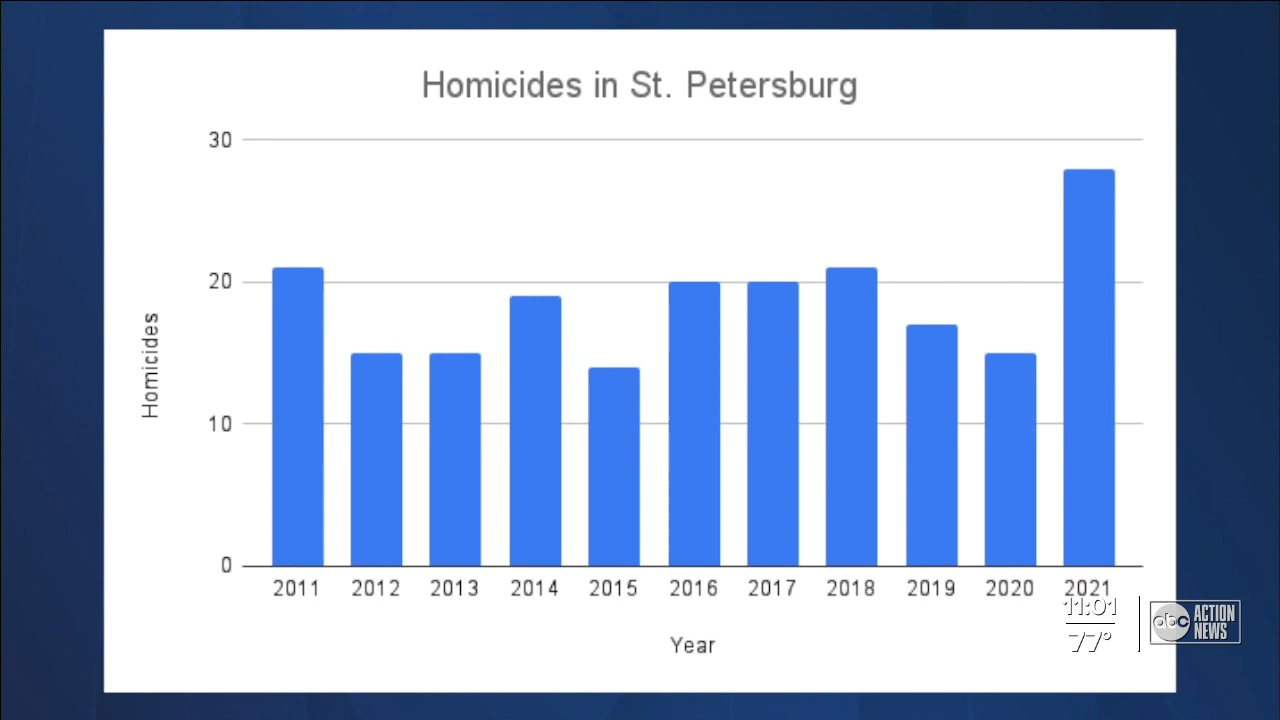 Homicides in St. Petersburg
30
20
10
0
Homicides
2011 2012 2013 2014 2015 2016 2017 2018 2019 2020 2021
Year
11:01
77°
abc ACTION NEWS